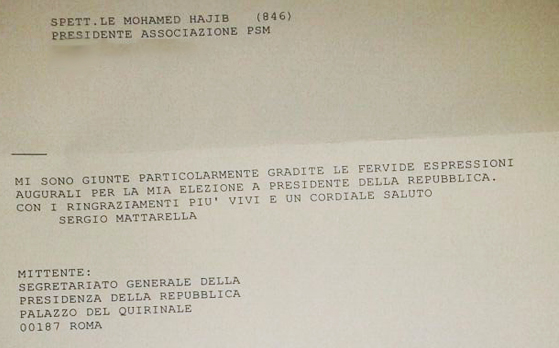 SPETT.LE MOHAMED HAJIB (846)
PRESIDENTE ASSOCIAZIONE PSM
MI SONO GIUNTE PARTICOLARMENTE GRADITE LE FERVIDE ESPRESSIONI
AUGURALI PER LA MIA ELEZIONE A PRESIDENTE DELLA REPUBBLICA.
CON I RINGRAZIAMENTI PIU' VIVI E UN CORDIALE SALUTO
SERGIO MATTARELLA
MITTENTE:
SEGRETARIATO GENERALE DELLA
PRESIDENZA DELLA REPUBBLICA
PALAZZO DEL QUIRINALE
00187 ROMA